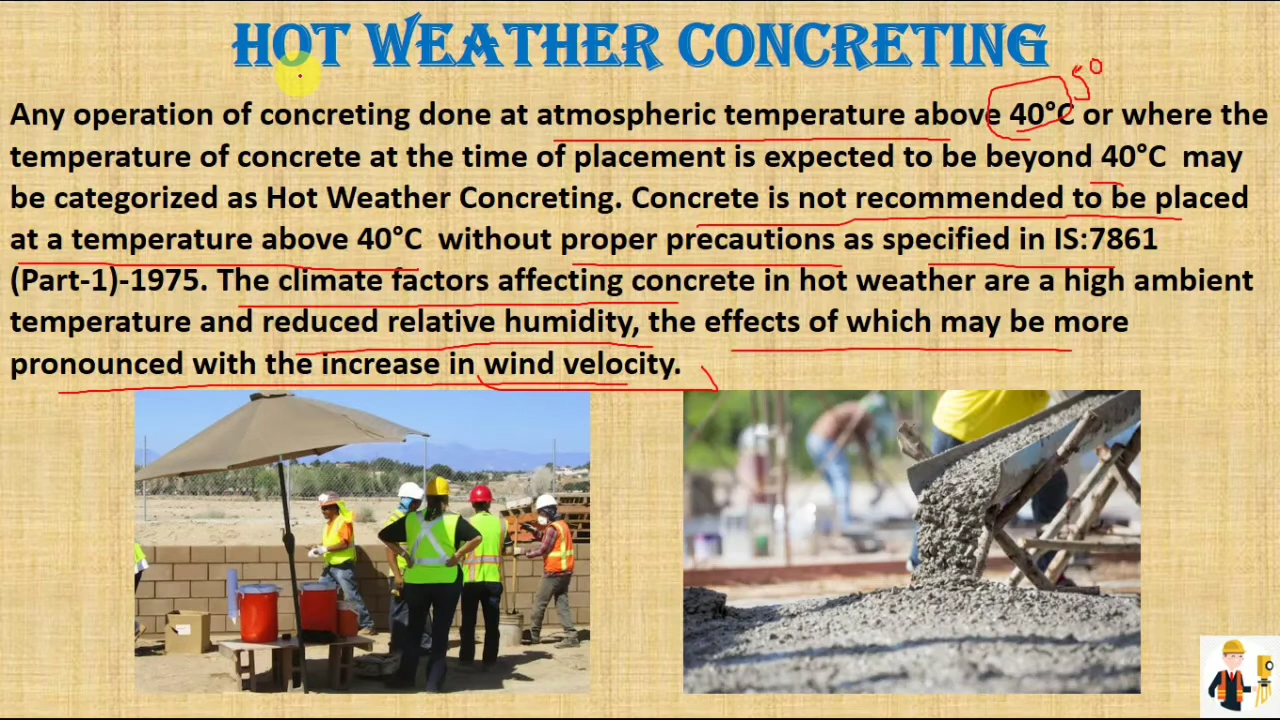 HOT WEATHER CONCRETING
50
Any operation of concreting done at atmospheric temperature above 40°C or where the
temperature of concrete at the time of placement is expected to be beyond 40°C may
be categorized as Hot Weather Concreting. Concrete is not recommended to be placed
at a temperature above 40°C without proper precautions as specified in IS:7861
(Part-1)-1975. The climate factors affecting concrete in hot weather are a high ambient
temperature and reduced relative humidity, the effects of which may be more
pronounced with the increase in wind velocity.